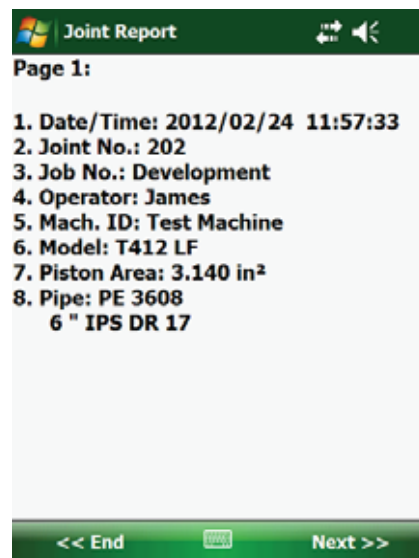 Joint Report
Page 1:
1. Date/Time: 2012/02/24 11:57:33
2. Joint No.: 202
3. Job No.: Development
4. Operator: James
5. Mach. ID: Test Machine
6. Model: T412 LF
7. Piston Area: 3.140 in²
8. Pipe: PE 3608
6 " IPS DR 17
<< End Next >>